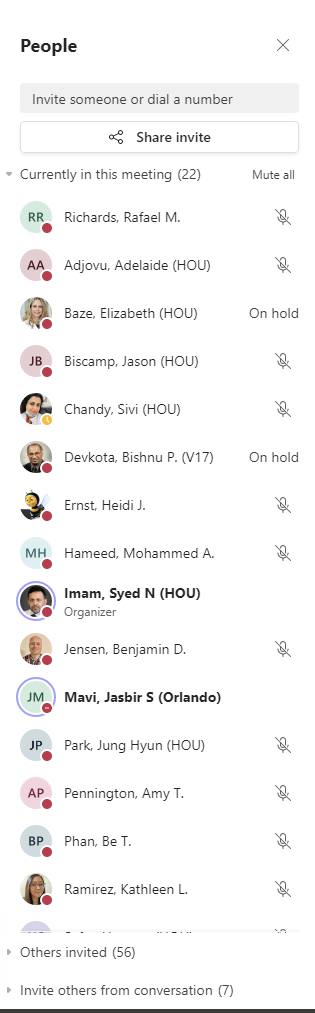 People
Invite someone or dial a number
Share invite
Currently in this meeting (22) Mute all
RR Richards, Rafael M.
AA Adjovu, Adelaide (HOU)
Baze, Elizabeth (HOU) On hold
JB Biscamp, Jason (HOU)
Chandy, Sivi (HOU)
Devkota, Bishnu P. (V17) On hold
Ernst, Heidi J.
MH Hameed, Mohammed A.
Imam, Syed N (HOU)
Organizer
Jensen, Benjamin D.
JM Mavi, Jasbir S (Orlando)
JP Park, Jung Hyun (HOU)
AP Pennington, Amy T.
BP Phan, Be T.
Ramirez, Kathleen L.
Others invited (56)
Invite others from conversation (7)